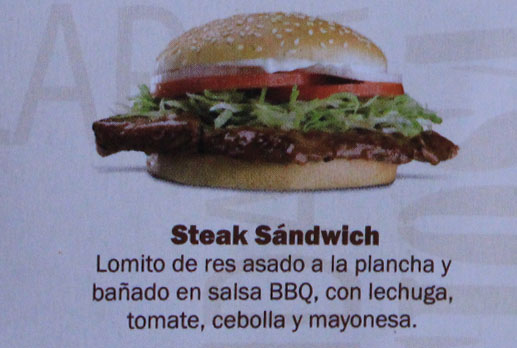 Steak Sándwich
Lomito de res asado a la plancha y
bañado en salsa BBQ, con lechuga,
tomate, cebolla y mayonesa.